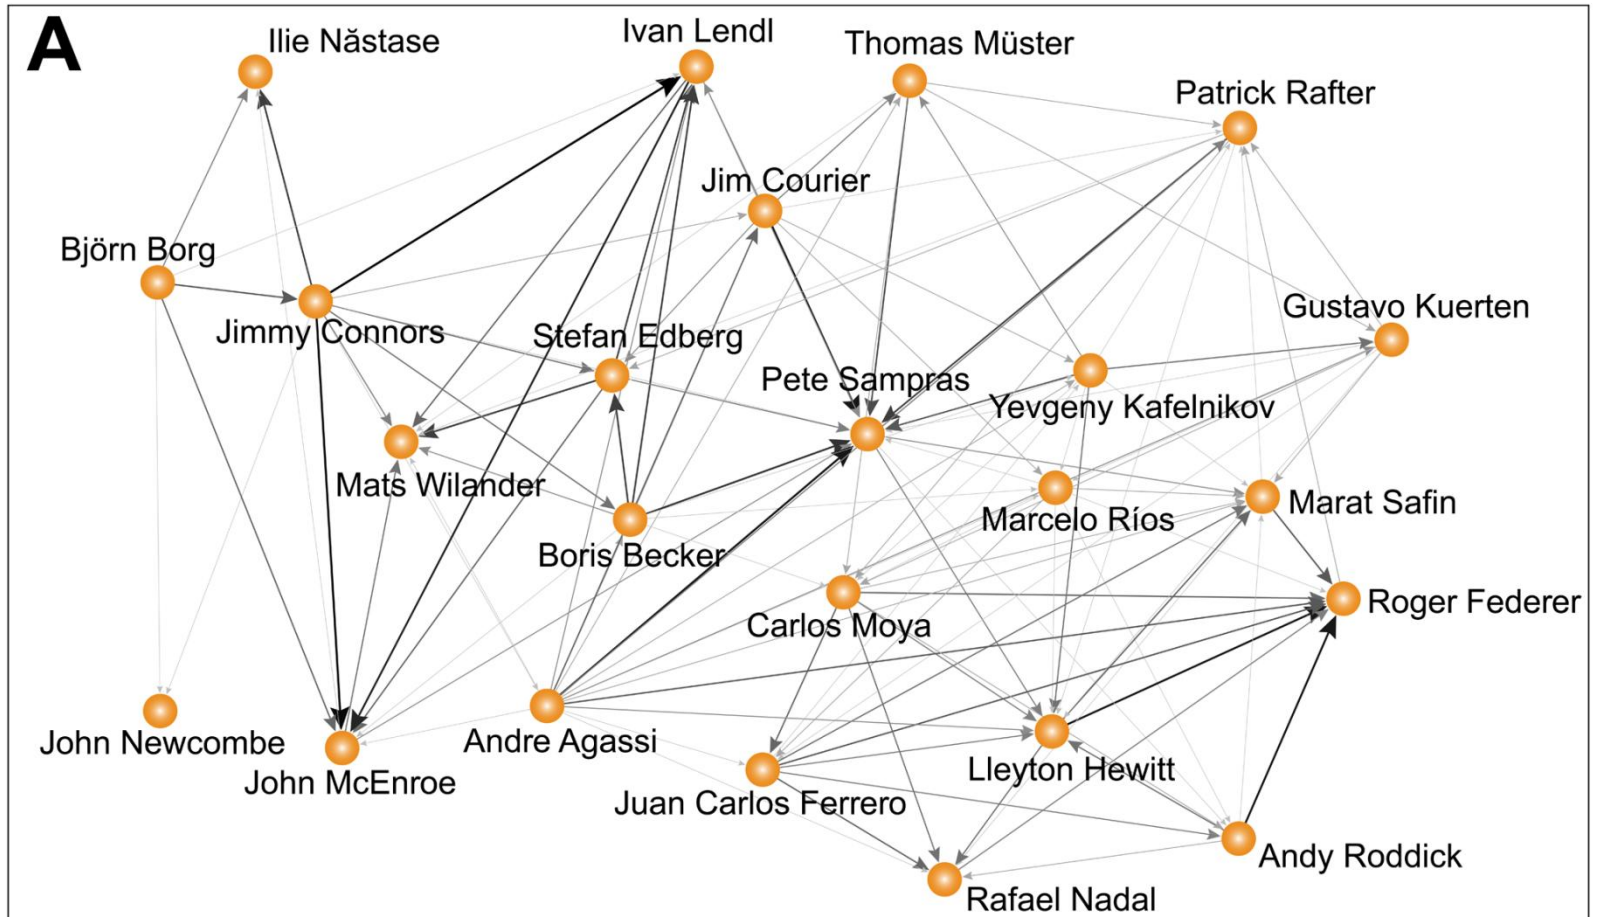 A
Ilie Năstase
Ivan Lendl
Thomas Müster
Patrick Rafter
Jim Courier
Björn Borg
Jimmy Connors
Stefan Edberg
Gustavo Kuerten
Pete Sampras
Yevgeny Kafelnikov
Mats Wilander
Marcelo Ríos
Marat Safin
Boris Becker
Carlos Moya
Roger Federer
John Newcombe
John McEnroe
Andre Agassi
Juan Carlos Ferrero
Lleyton Hewitt
Andy Roddick
Rafael Nadal